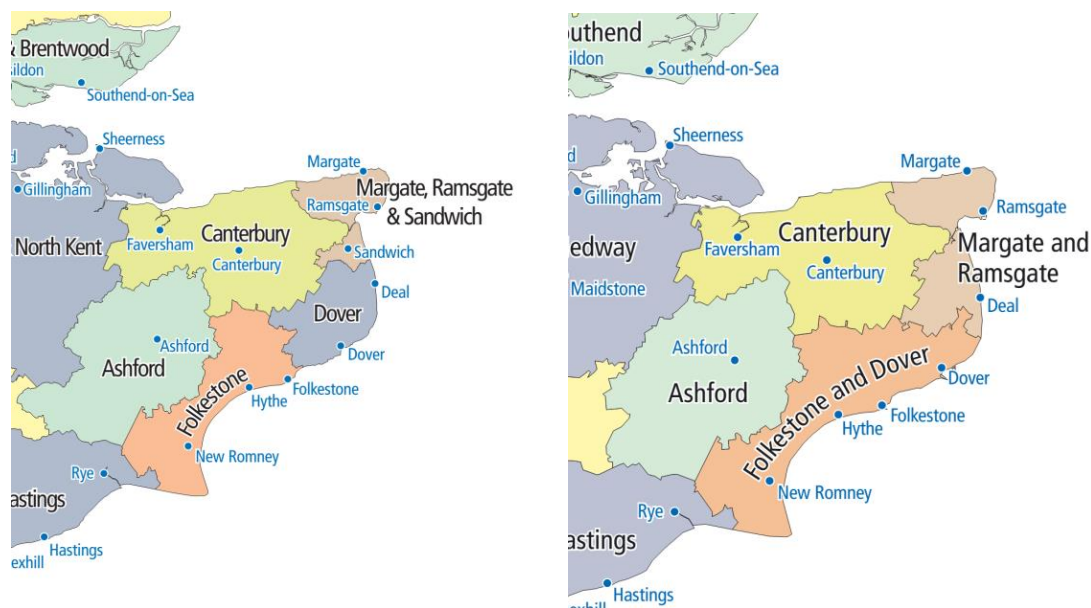 & Brentwood
sildon
Southend-on-Sea
Sheerness
Gillingham
North Kent
Margate
Margate, Ramsgate
& Sandwich
Ramsgate
Canterbury
Faversham
Canterbury
Sandwich
Deal
Dover
Dover
Ashford
Ashford
Folkestone
Folkestone
Hythe
New Romney
Rye
astings
Hastings
exhill
outhend
ildon
Southend-on-Sea
Sheerness
d
Gillingham
edway
Maidstone
Margate
Ramsgate
Margate and
Ramsgate
Canterbury
Faversham
Canterbury
Deal
Ashford
Ashford
Folkestone and Dover
Dover
Folkestone
Hythe
New Romney
Rye
astings
Hastings
exhill